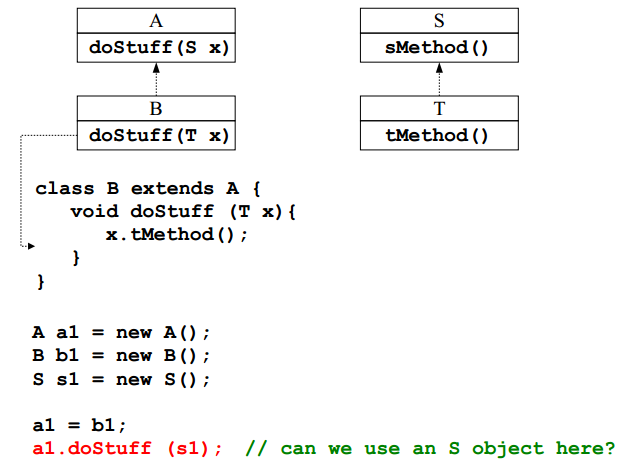 A
doStuff(S x)
S
sMethod()
B
doStuff(T x)
T
tMethod()
class B extends A {
void doStuff (T x){
x.tMethod();
}
}
A a1 = new A();
B b1 = new B();
S s1 = new S();
a1 = b1;
a1.doStuff (s1); // can we use an S object here?